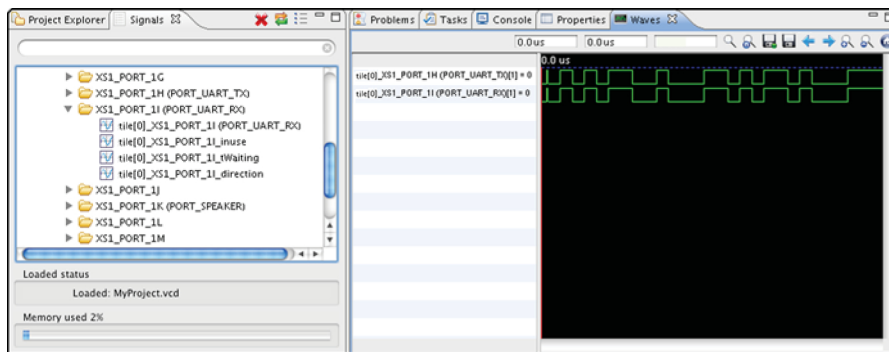 Project Explorer Signals
XS1_PORT_1G
XS1_PORT_1H (PORT_UART_TX)
XS1_PORT_1I (PORT_UART_RX)
tile[0]_XS1_PORT_1I (PORT_UART_RX)
tile[0]_XS1_PORT_1I_inuse
tile[0]_XS1_PORT_1I_tWaiting
tile[0]_XS1_PORT_1I_direction
XS1_PORT_1J
XS1_PORT_1K (PORT_SPEAKER)
XS1_PORT_1L
XS1_PORT_1M
Loaded status
Loaded: MyProject.vcd
Memory used 2%
Problems Tasks Console Properties Waves
0.0us 0.0us
0.0 us
tile[0]_XS1_PORT_1H (PORT_UART_TX)[1] = 0
tile[0]_XS1_PORT_1I (PORT_UART_RX)[1] = 0